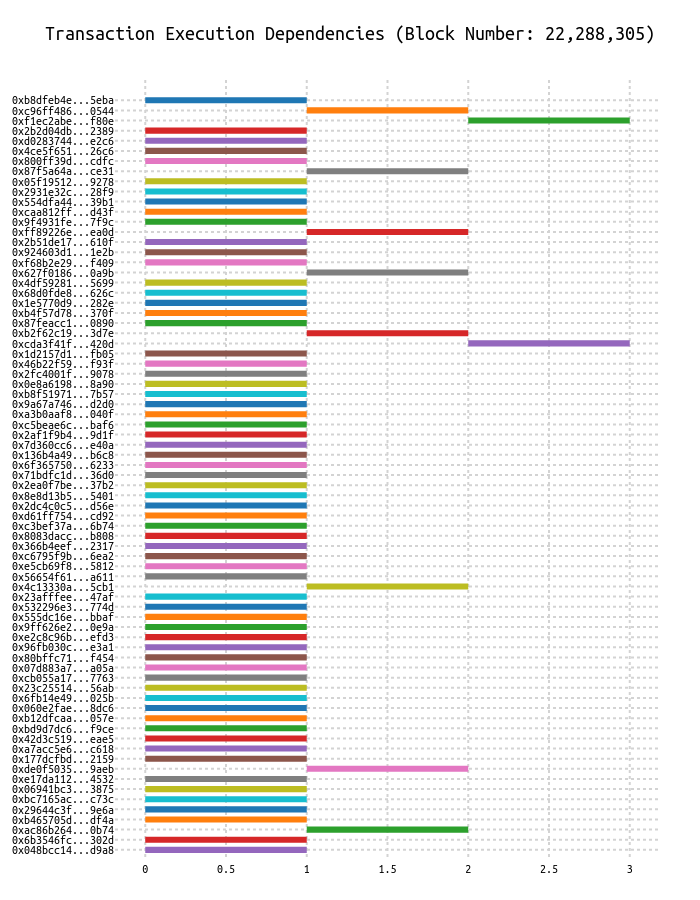 Transaction Execution Dependencies (Block Number: 22,288,305)
0xb8dfeb4e...5eba
0xc96ff486...0544
0xf1ec2abe...f80e
0x2b2d04db...2389
0xd0283744...e2c6
0x4ce5f651...26c6
0x800ff39d...cdfc
0x87f5a64a...ce31
0x05f19512...9278
0x2931e32c...28f9
0x554dfa44...39b1
0xcaa812ff...d43f
0x9f4931fe...7f9c
0xff89226e...ea0d
0x2b51de17...610f
0x924603d1...1e2b
0xf68b2e29...f409
0x627f0186...0a9b
0x4df59281...5699
0x68d0fde8...626c
0x1e5770d9...282e
0xb4f57d78...370f
0x87feacc1...0890
0xb2f62c19...3d7e
0xcda3f41f...420d
0x1d2157d1...fb05
0x46b22f59...f93f
0x2fc4001f...9078
0x0e8a6198...8a90
0xb8f51971...7b57
0x9a67a746...d2d0
0xa3b0aaf8...040f
0xc5beae6c...baf6
0x2af1f9b4...9d1f
0x7d360cc6...e40a
0x136b4a49...b6c8
0x6f365750...6233
0x71bdfc1d...36d0
0x2ea0f7be...37b2
0x8e8d13b5...5401
0x2dc4c0c5...d56e
0xd61ff754...cd92
0xc3bef37a...6b74
0x8083dacc...b808
0x366b4eef...2317
0xc6795f9b...6ea2
0xe5cb69f8...5812
0x56654f61...a611
0x4c13330a...5cb1
0x23afffee...47af
0x532296e3...774d
0x555dc16e...bbaf
0x9ff626e2...0e9a
0xe2c8c96b...efd3
0x96fb030c...e3a1
0x80bffc71...f454
0x07d883a7...a05a
0xcb055a17...7763
0x23c25514...56ab
0x6fb14e49...025b
0x060e2fae...8dc6
0xb12dfcaa...057e
0xbd9d7dc6...f9ce
0x42d3c519...eae5
0xa7acc5e6...c618
0x177dcfbd...2159
0xde0f5035...9aeb
0xe17da112...4532
0x06941bc3...3875
0xbc7165ac...c73c
0x29644c3f...9e6a
0xb465705d...df4a
0xac86b264...0b74
0x6b3546fc...302d
0x048bcc14...d9a8
0 0.5 1 1.5 2 2.5 3